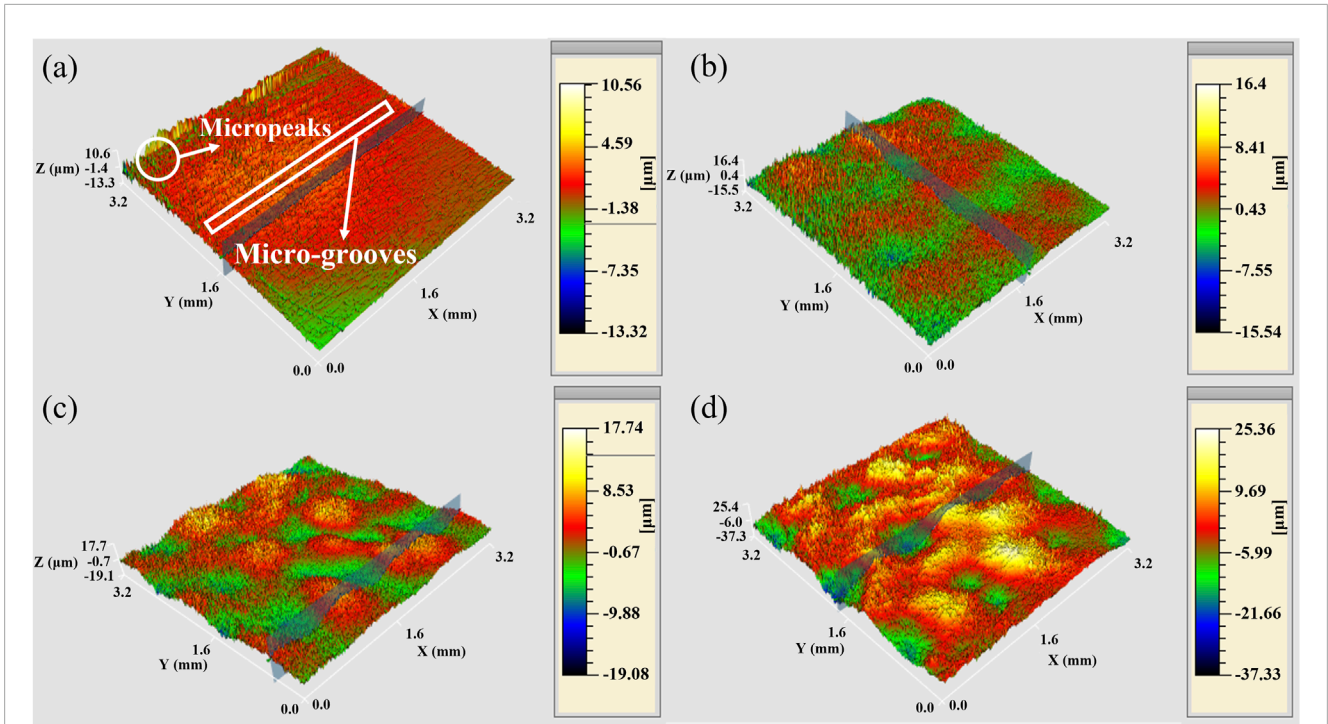 (a)
Micropeaks
Micro-grooves
Z (μm)
10.6
-1.4
-13.3
3.2
1.6
Y (mm)
0.0
0.0
1.6
X (mm)
3.2
10.56
4.59
-1.38
-7.35
-13.32
[μm]
(b)
Z (μm)
16.4
0.4
-15.5
3.2
1.6
Y (mm)
0.0
0.0
1.6
X (mm)
3.2
16.4
8.41
0.43
-7.55
-15.54
[μm]
(c)
Z (μm)
17.7
-0.7
-19.1
3.2
1.6
Y (mm)
0.0
0.0
1.6
X (mm)
3.2
17.74
8.53
-0.67
-9.88
-19.08
[μm]
(d)
Z (μm)
25.4
-6.0
-37.3
3.2
1.6
Y (mm)
0.0
0.0
1.6
X (mm)
3.2
25.36
9.69
-5.99
-21.66
-37.33
[μm]